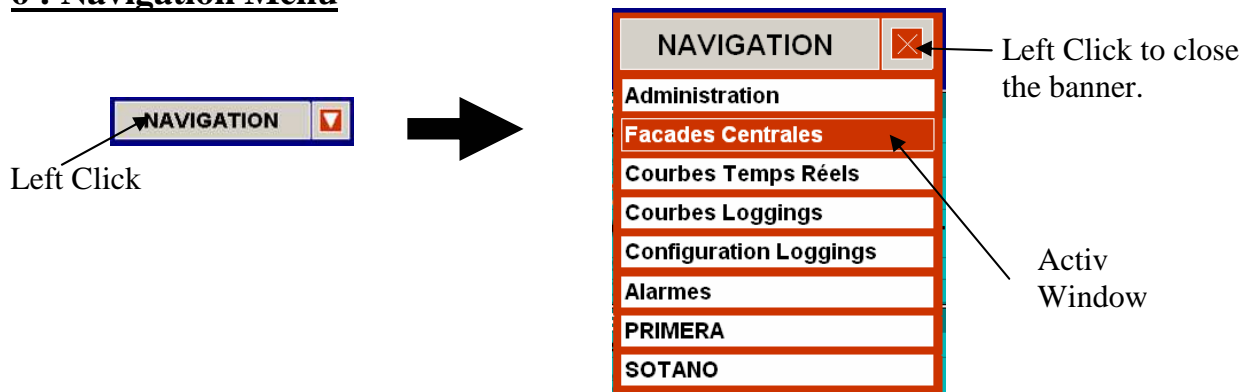 6 : Navigation Menu
NAVIGATION
Left Click
NAVIGATION
Left Click to close
the banner.
Administration
Facades Centrales
Courbes Temps Réels
Courbes Loggings
Configuration Loggings
Alarmes
PRIMERA
SOTANO
Activ
Window